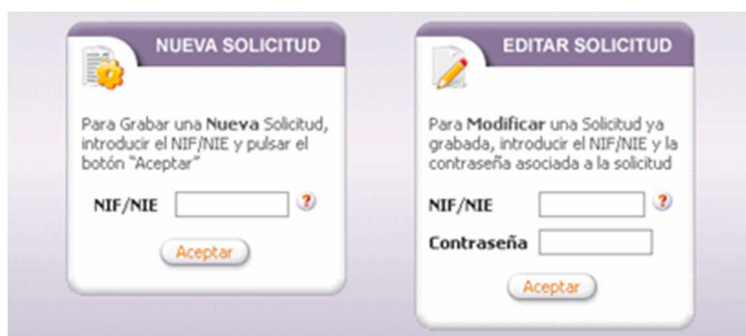 NUEVA SOLICITUD
Para Grabar una Nueva Solicitud,
introducir el NIF/NIE y pulsar el
botón "Aceptar"
NIF/NIE
?
Aceptar
EDITAR SOLICITUD
Para Modificar una Solicitud ya
grabada, introducir el NIF/NIE y la
contraseña asociada a la solicitud
NIF/NIE
?
Contraseña
Aceptar